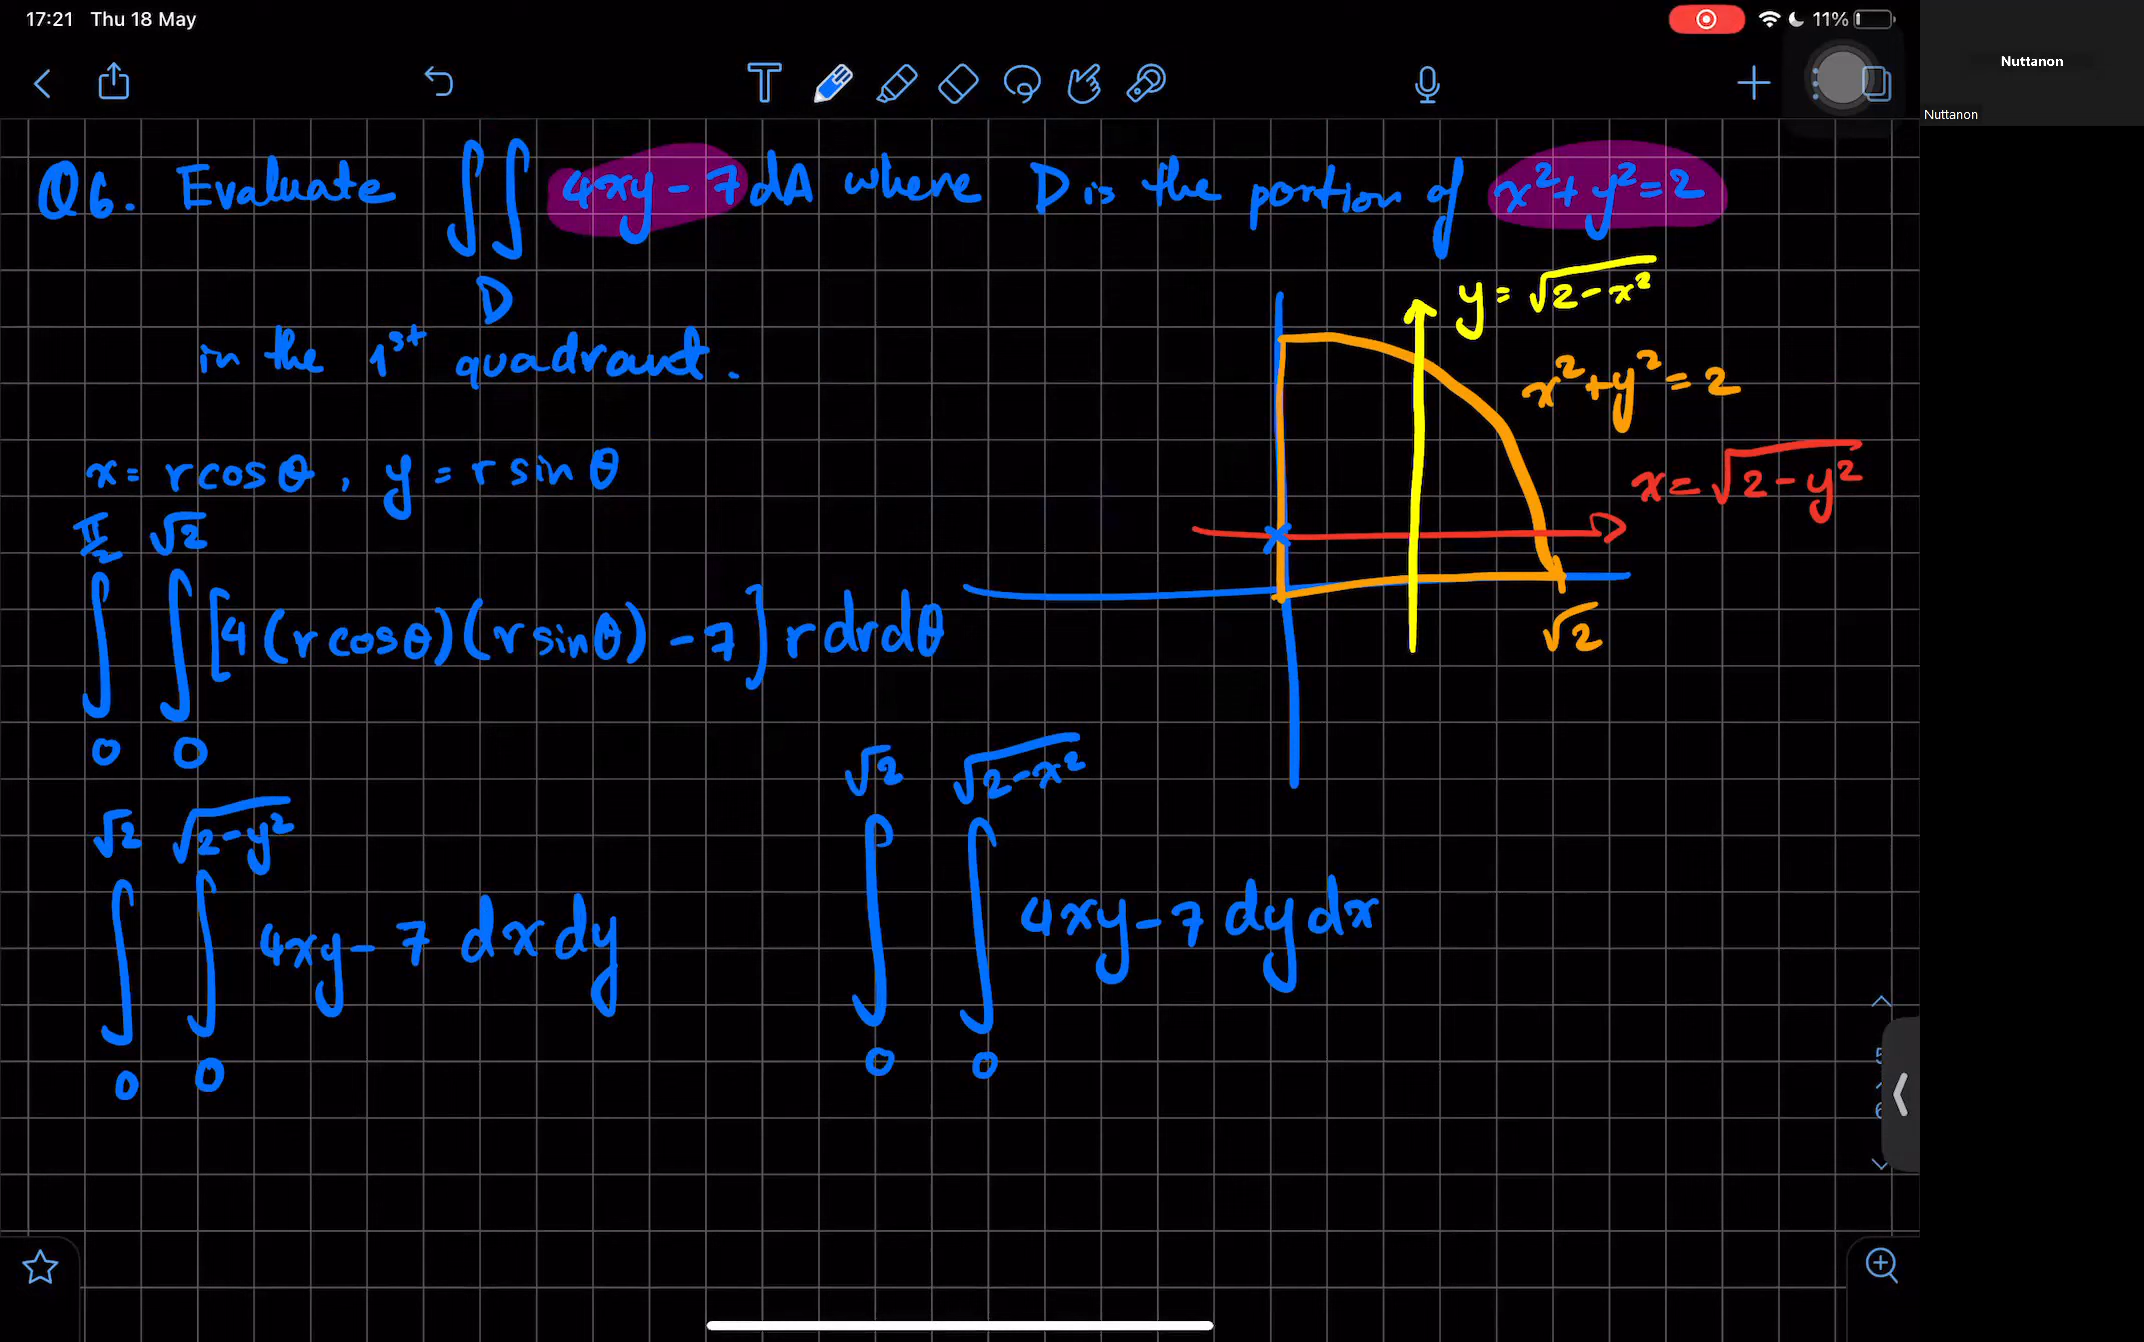 17:21 Thu 18 May
11%
Nuttanon
Nuttanon
Q6. Evaluate ∬ 4xy - 7 dA where D is the portion of x² + y² = 2
D
in the 1st quadrant.
y = √(2 - x²)
x² + y² = 2
x = √(2 - y²)
√2
x = r cos θ, y = r sin θ
π/2 √2
∫ ∫ [4 (r cosθ)(r sinθ) - 7] r dr dθ
0 0
√2 √(2 - y²)
∫ ∫ 4xy - 7 dx dy
0 0
√2 √(2 - x²)
∫ ∫ 4xy - 7 dy dx
0 0